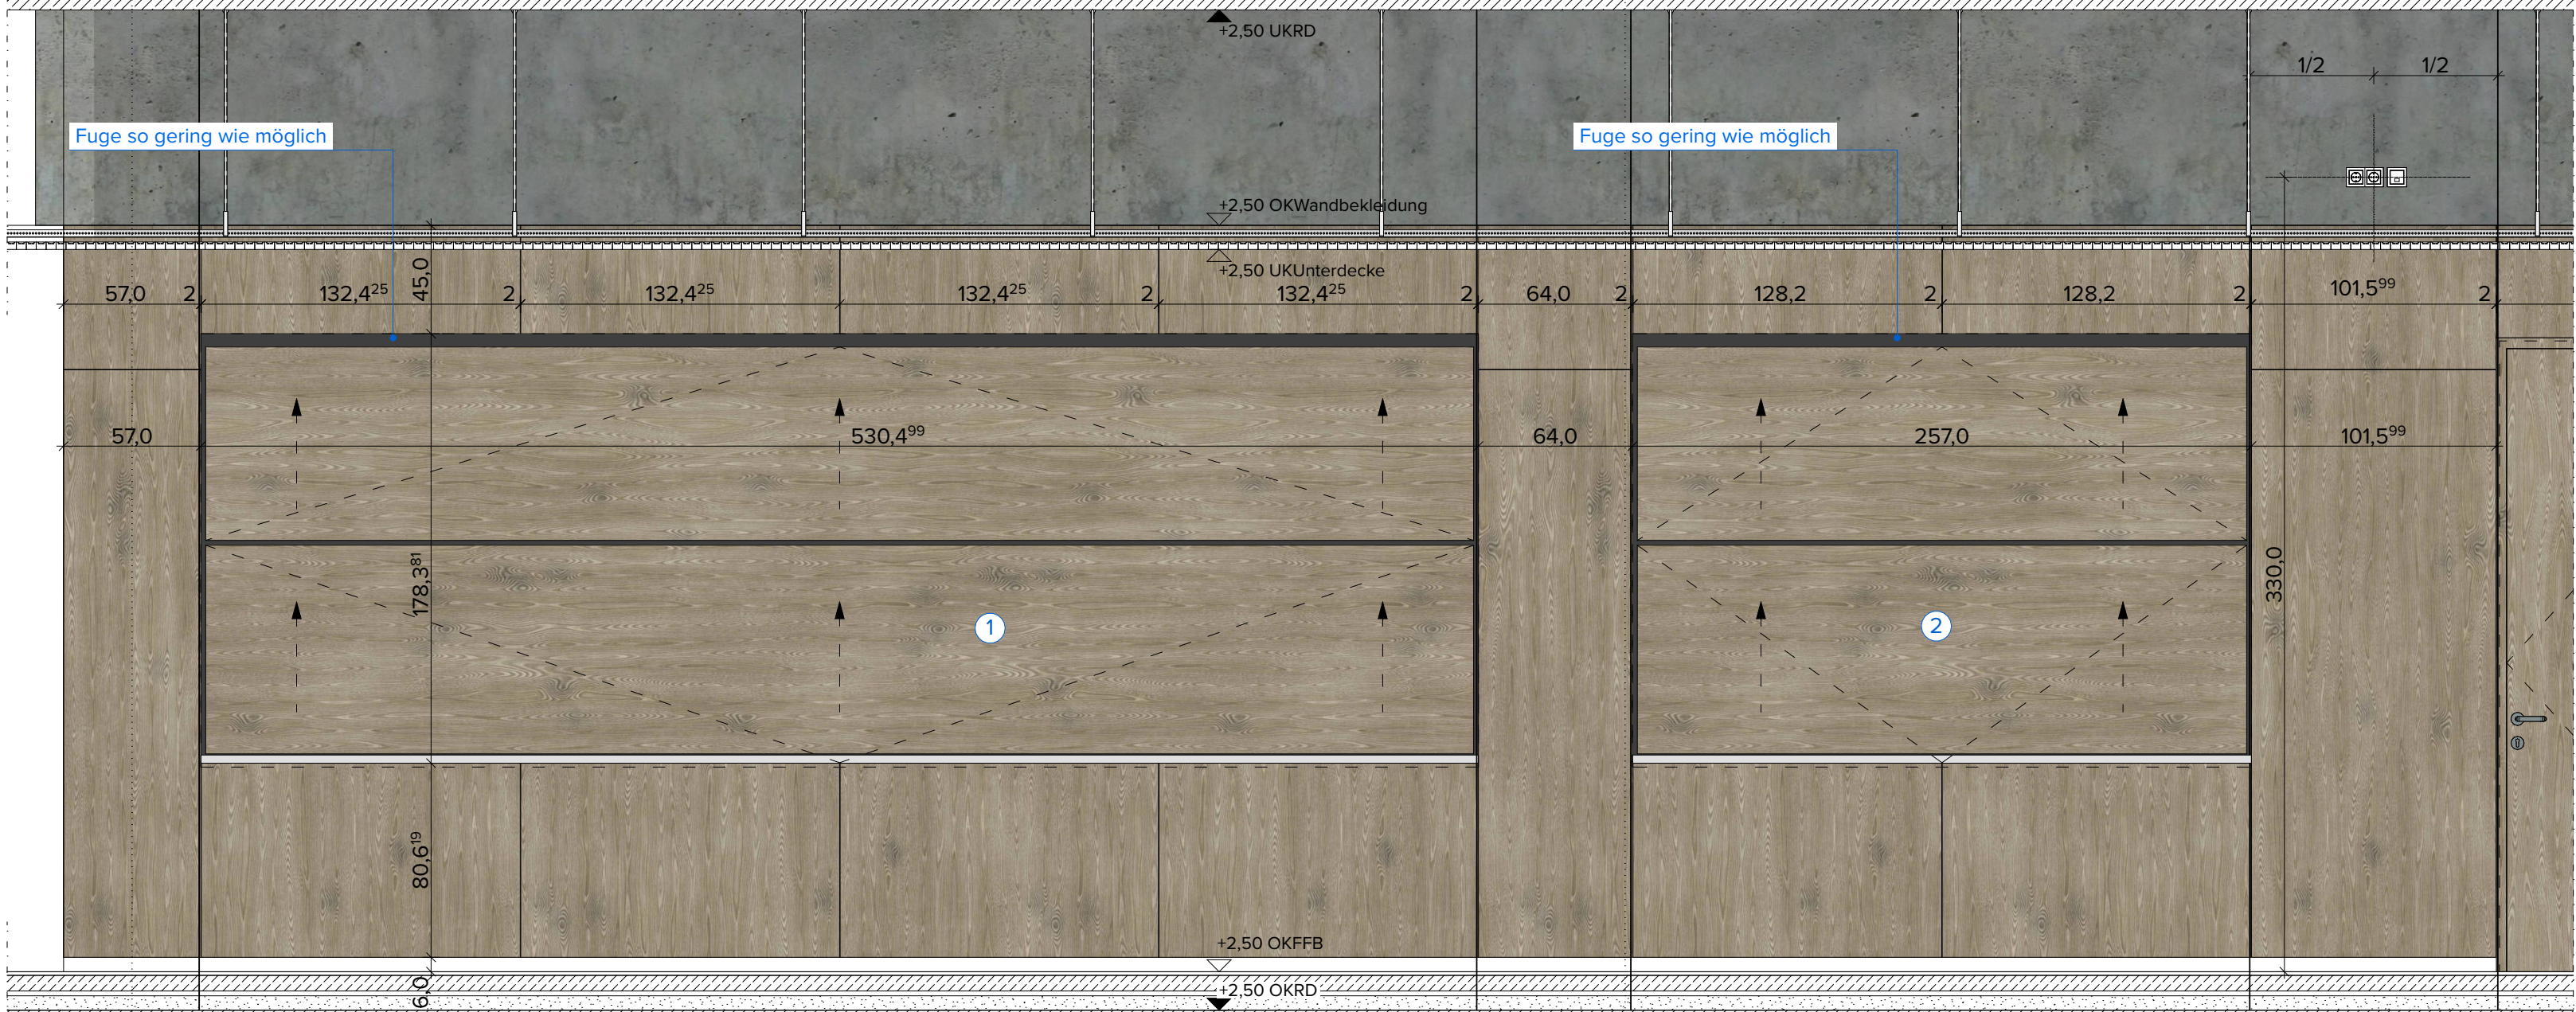 +2,50 UKRD
1/2 1/2
Fuge so gering wie möglich
Fuge so gering wie möglich
+2,50 OKWandbekleidung
+2,50 UKUnterdecke
57,0 2 132,4²⁵ 45,0 2 132,4²⁵ 132,4²⁵ 2 132,4²⁵ 2 64,0 2 128,2 2 128,2 2 101,5⁹⁹ 2
57,0 530,4⁹⁹ 64,0 257,0 101,5⁹⁹
178,3⁸¹
330,0
1
2
80,6¹⁹
+2,50 OKFFB
6,0
+2,50 OKRD